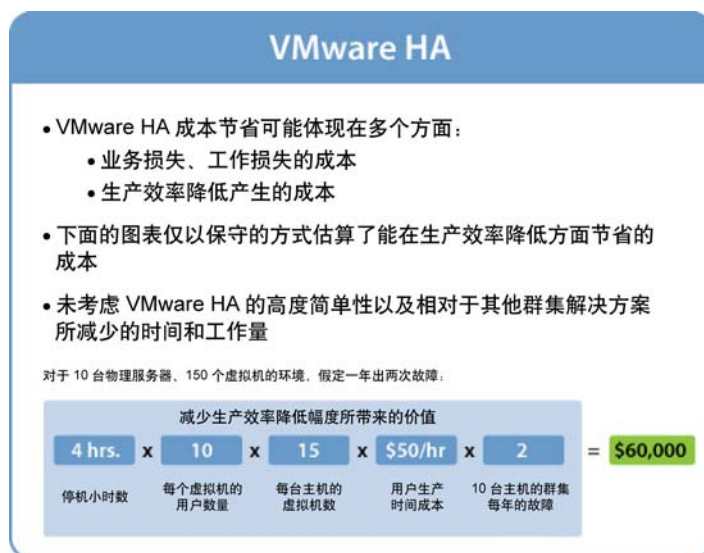 VMware HA
• VMware HA 成本节省可能体现在多个方面：
• 业务损失、工作损失的成本
• 生产效率降低产生的成本
• 下面的图表仅以保守的方式估算了能在生产效率降低方面节省的
成本
• 未考虑 VMware HA 的高度简单性以及相对于其他群集解决方案
所减少的时间和工作量
对于 10 台物理服务器、150 个虚拟机的环境，假定一年出两次故障：
减少生产效率降低幅度所带来的价值
4 hrs. x 10 x 15 x $50/hr x 2 = $60,000
停机小时数
每个虚拟机的
用户数量
每台主机的
虚拟机数
用户生产
时间成本
10 台主机的群集
每年的故障